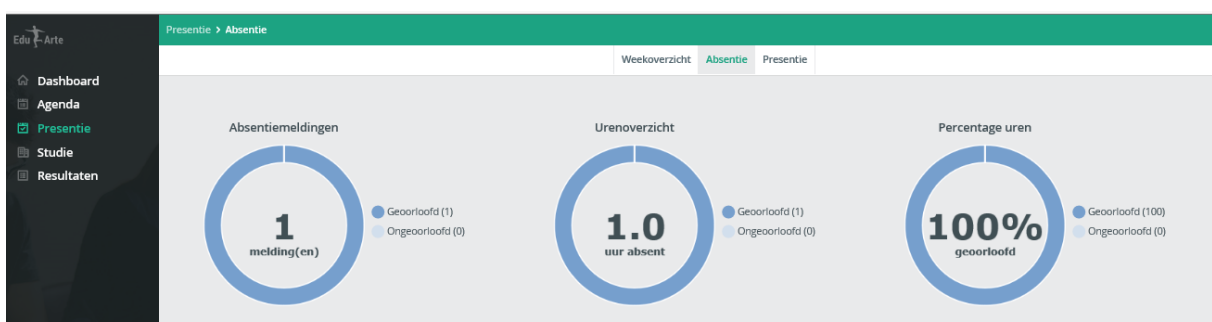 Edu Arte
Dashboard
Agenda
Presentie
Studie
Resultaten
Presentie > Absentie
Weekoverzicht Absentie Presentie
Absentiemeldingen
1
melding(en)
Geoorloofd (1)
Ongeoorloofd (0)
Urenoverzicht
1.0
uur absent
Geoorloofd (1)
Ongeoorloofd (0)
Percentage uren
100%
geoorloofd
Geoorloofd (100)
Ongeoorloofd (0)